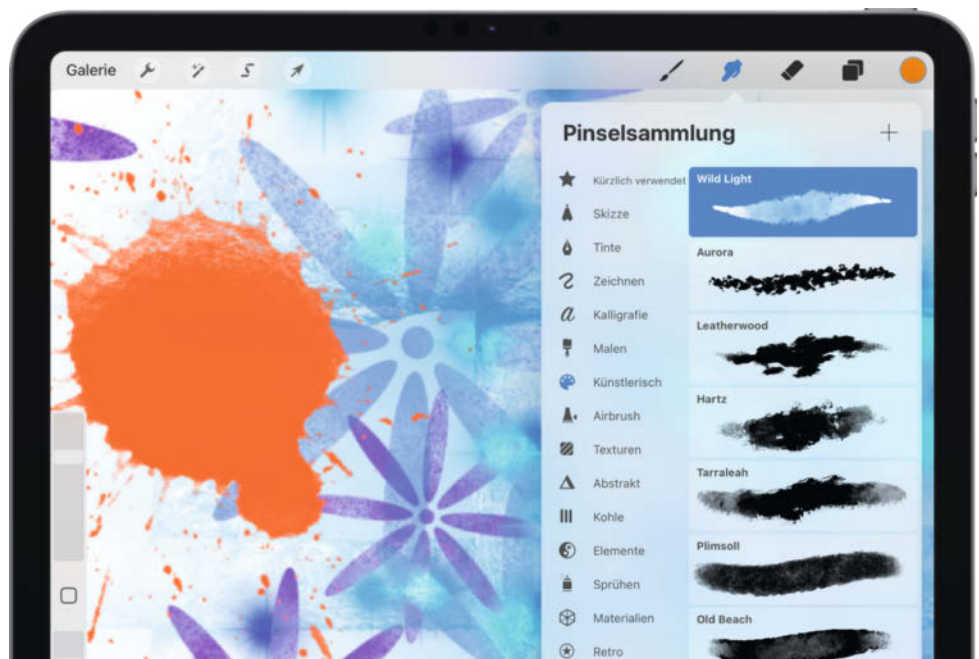 Galerie
Pinselsammlung
Kürzlich verwendet
Skizze
Tinte
Zeichnen
Kalligrafie
Malen
Künstlerisch
Airbrush
Texturen
Abstrakt
Kohle
Elemente
Sprühen
Materialien
Retro
Wild Light
Aurora
Leatherwood
Hartz
Tarraleah
Plimsoll
Old Beach